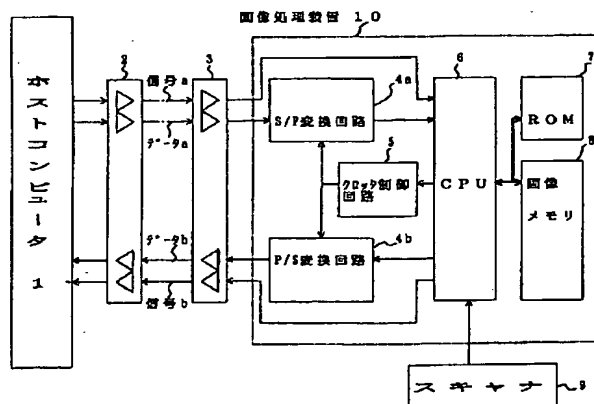 画像処理装置 10
ホストコンピュータ 1
2
信号a
データa
3
4a
S/P変換回路
5
クロック制御
回路
データb
信号b
4b
P/S変換回路
6
CPU
7
ROM
8
画像
メモリ
スキャナ
9